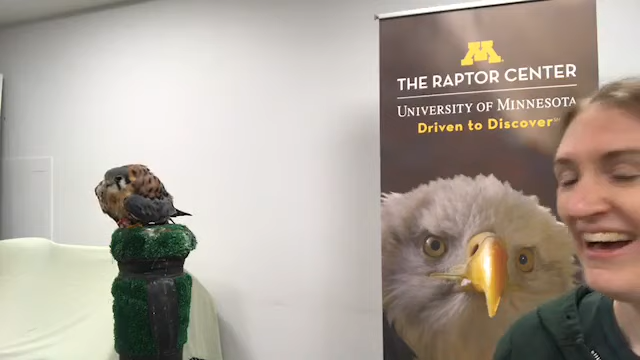 M
THE RAPTOR CENTER
UNIVERSITY OF MINNESOTA
Driven to Discover